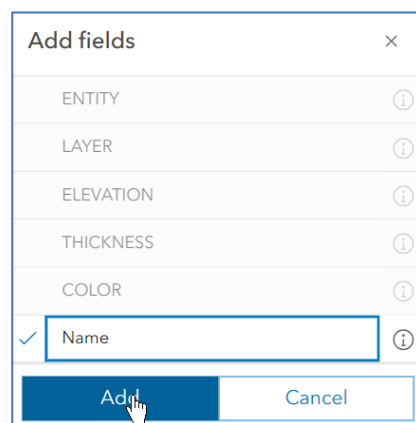 Add fields
ENTITY
LAYER
ELEVATION
THICKNESS
COLOR
Name
Add Cancel